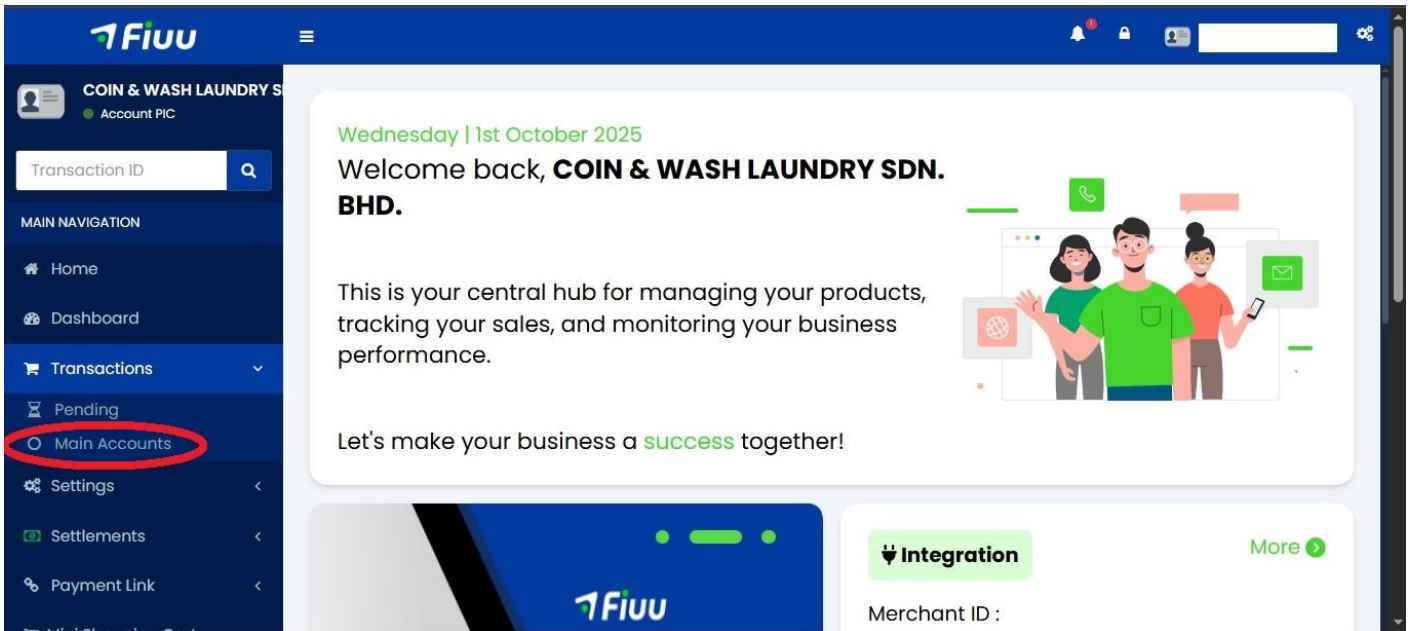 Fiuu
COIN & WASH LAUNDRY S
Account PIC
Transaction ID
MAIN NAVIGATION
Home
Dashboard
Transactions
Pending
Main Accounts
Settings
Settlements
Payment Link
Wednesday | 1st October 2025
Welcome back, COIN & WASH LAUNDRY SDN.
BHD.
This is your central hub for managing your products,
tracking your sales, and monitoring your business
performance.
Let's make your business a success together!
Fiuu
Integration
More
Merchant ID :